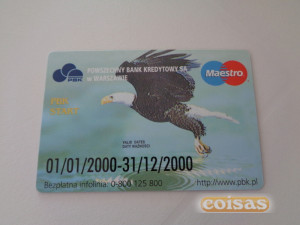 PBK
POWSZECHNY BANK KREDYTOWY SA
w WARSZAWIE
Maestro
PBK
01/01/2000-31/12/2000
Bezpłatna infolinia: 0-800 125 800
http://www.pbk.pl
coisas